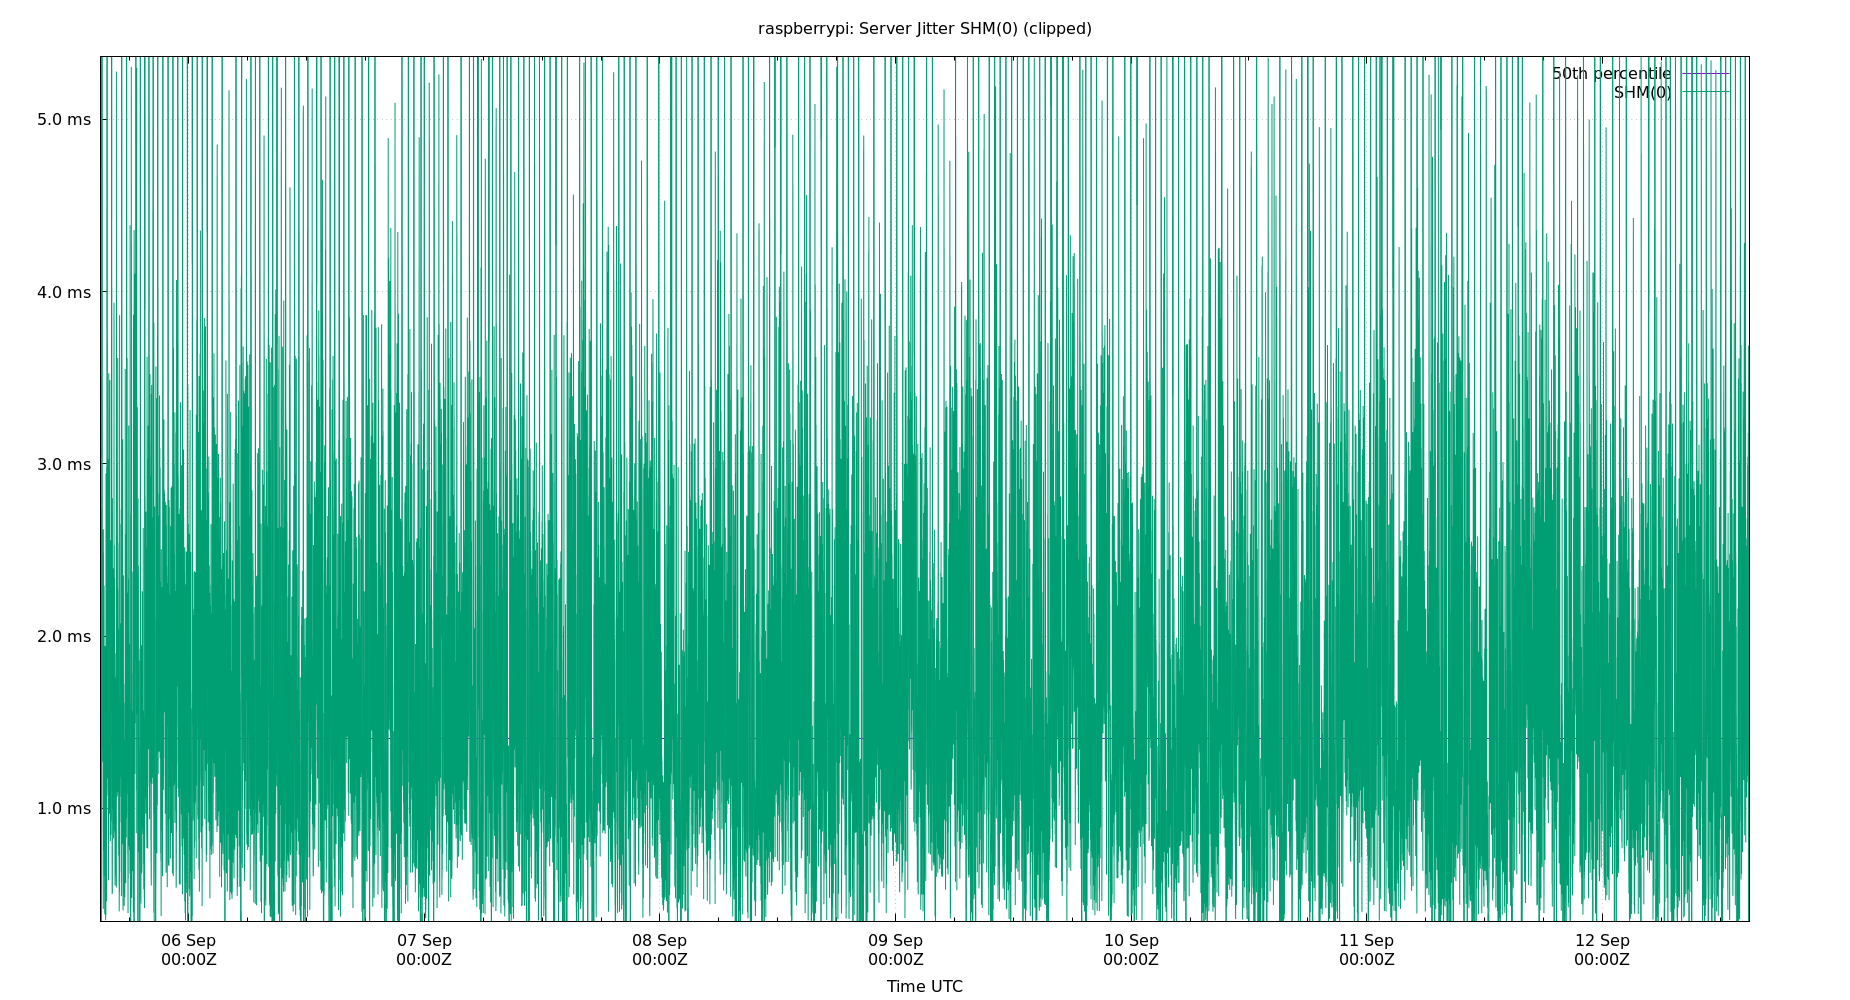 raspberrypi: Server Jitter SHM(0) (clipped)
50th percentile
SHM(0)
5.0 ms
4.0 ms
3.0 ms
2.0 ms
1.0 ms
06 Sep 07 Sep 08 Sep 09 Sep 10 Sep 11 Sep 12 Sep
00:00Z 00:00Z 00:00Z 00:00Z 00:00Z 00:00Z 00:00Z
Time UTC